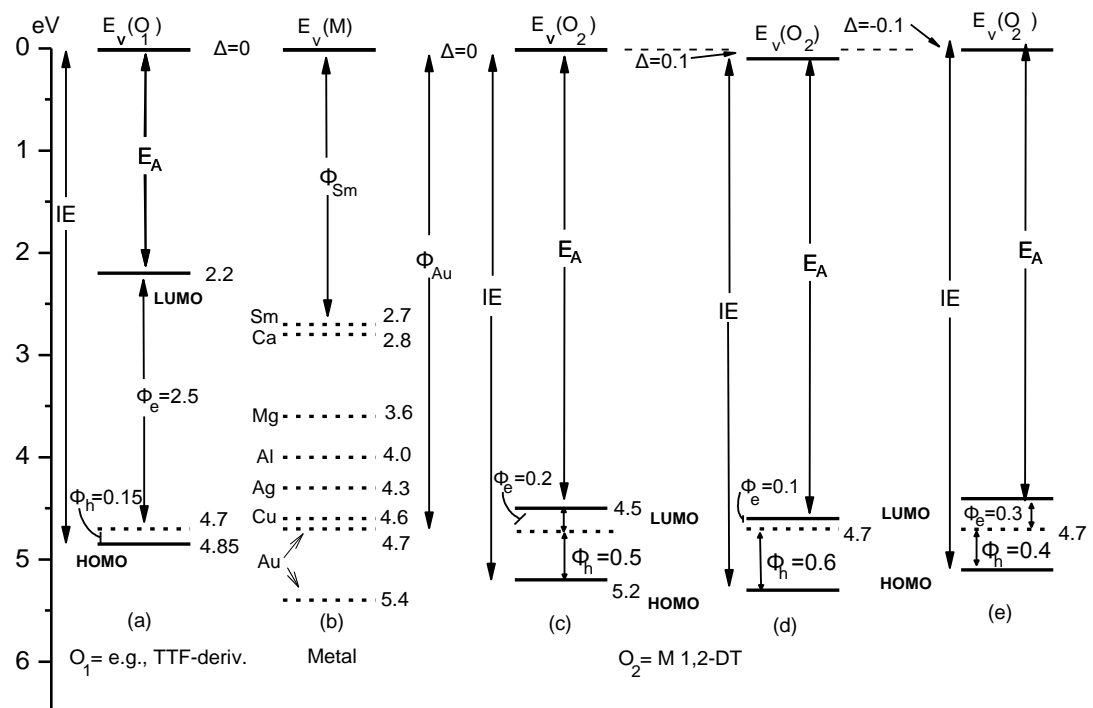 eV
0
1
2
3
4
5
6
E_v(O_1)
Δ=0
IE
E_A
2.2
LUMO
Φ_e=2.5
Φ_h=0.15
4.7
4.85
HOMO
(a)
O_1= e.g., TTF-deriv.
E_v(M)
Δ=0
Φ_Sm
Φ_Au
Sm 2.7
Ca 2.8
Mg 3.6
Al 4.0
Ag 4.3
Cu 4.6
4.7
Au
5.4
(b)
Metal
E_v(O_2)
IE
E_A
Φ_e=0.2
4.5
LUMO
Φ_h=0.5
5.2
HOMO
(c)
O_2= M 1,2-DT
E_v(O_2)
Δ=0.1
IE
E_A
Φ_e=0.1
4.7
Φ_h=0.6
(d)
E_v(O_2)
Δ=-0.1
IE
E_A
LUMO
Φ_e=0.3
4.7
Φ_h=0.4
HOMO
(e)